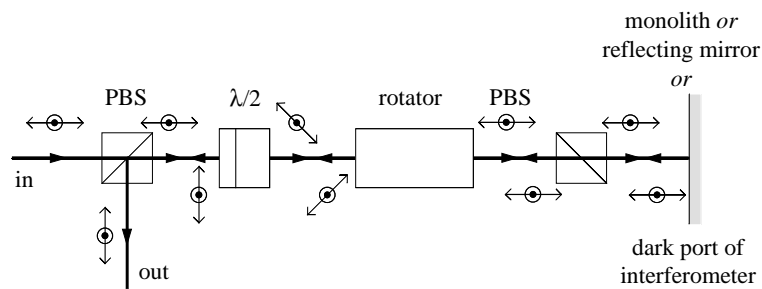 monolith or
reflecting mirror
or
PBS
λ/2
rotator
PBS
in
out
dark port of
interferometer